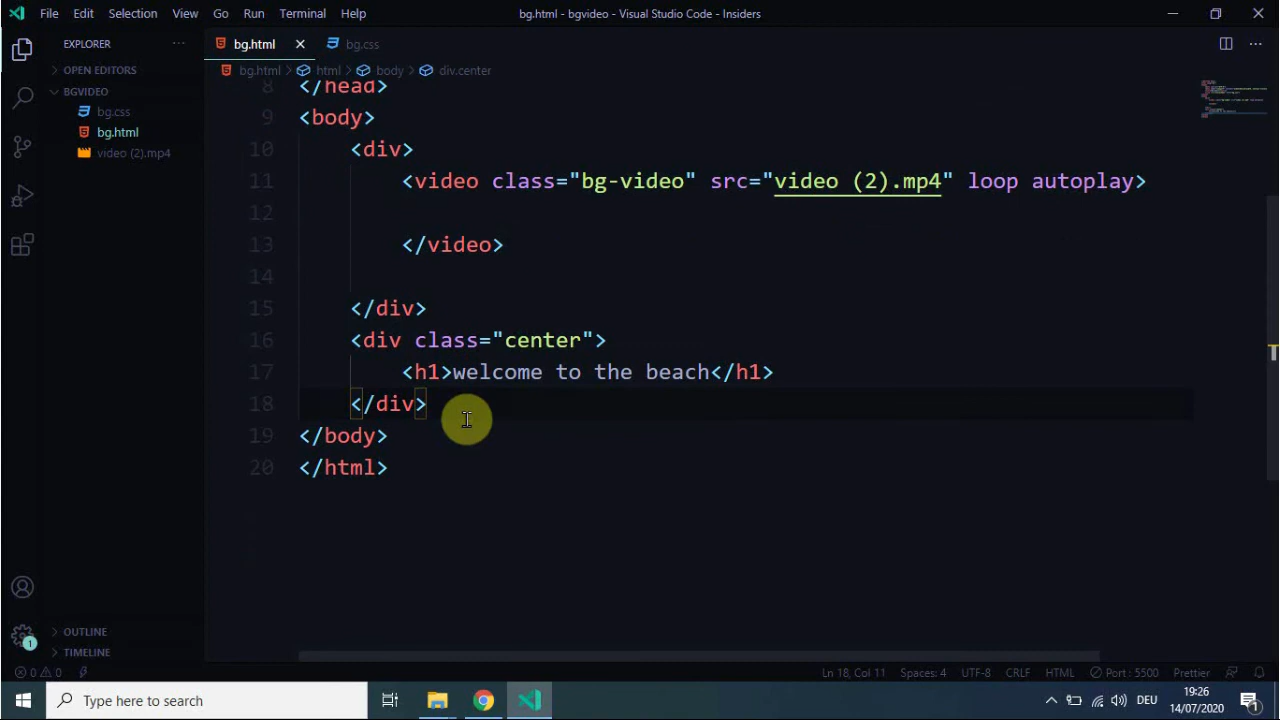 File Edit Selection View Go Run Terminal Help
bg.html - bgvideo - Visual Studio Code - Insiders
EXPLORER
OPEN EDITORS
BGVIDEO
bg.css
bg.html
video (2).mp4
OUTLINE
TIMELINE
bg.html bg.css
bg.html > html > body > div.center
8 </head>
9 <body>
10 <div>
11 <video class="bg-video" src="video (2).mp4" loop autoplay>
12
13 </video>
14
15 </div>
16 <div class="center">
17 <h1>welcome to the beach</h1>
18 </div>
19 </body>
20 </html>
1
0 0 Ln 18, Col 11 Spaces: 4 UTF-8 CRLF HTML Port : 5500 Prettier
Type here to search
DEU
19:26
14/07/2020
1